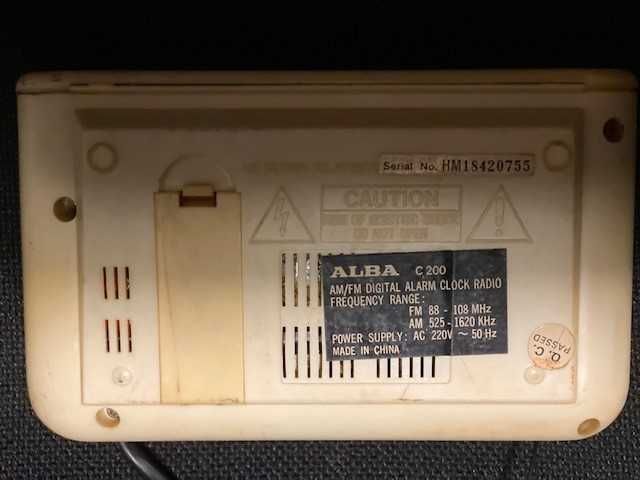 Serial No. HM18420755
CAUTION
DO NOT OPEN
ALBA C 200
AM/FM DIGITAL ALARM CLOCK RADIO
FREQUENCY RANGE:
FM 88 - 108 MHz
AM 525 - 1620 KHz
POWER SUPPLY: AC 220V ~ 50 Hz
MADE IN CHINA
Q.C.
PASSED